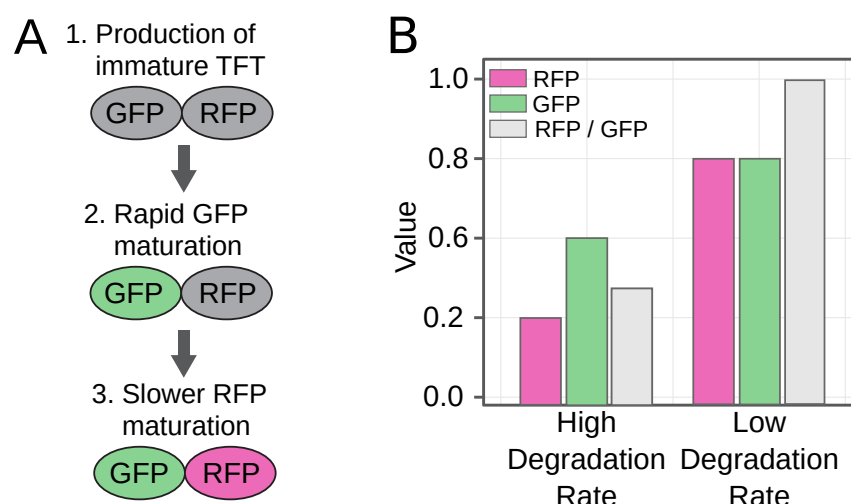 A
1. Production of
immature TFT
GFP RFP
2. Rapid GFP
maturation
GFP RFP
3. Slower RFP
maturation
GFP RFP
B
RFP
GFP
RFP / GFP
Value
1.0
0.8
0.6
0.2
0.0
High
Degradation
Rate
Low
Degradation
Rate